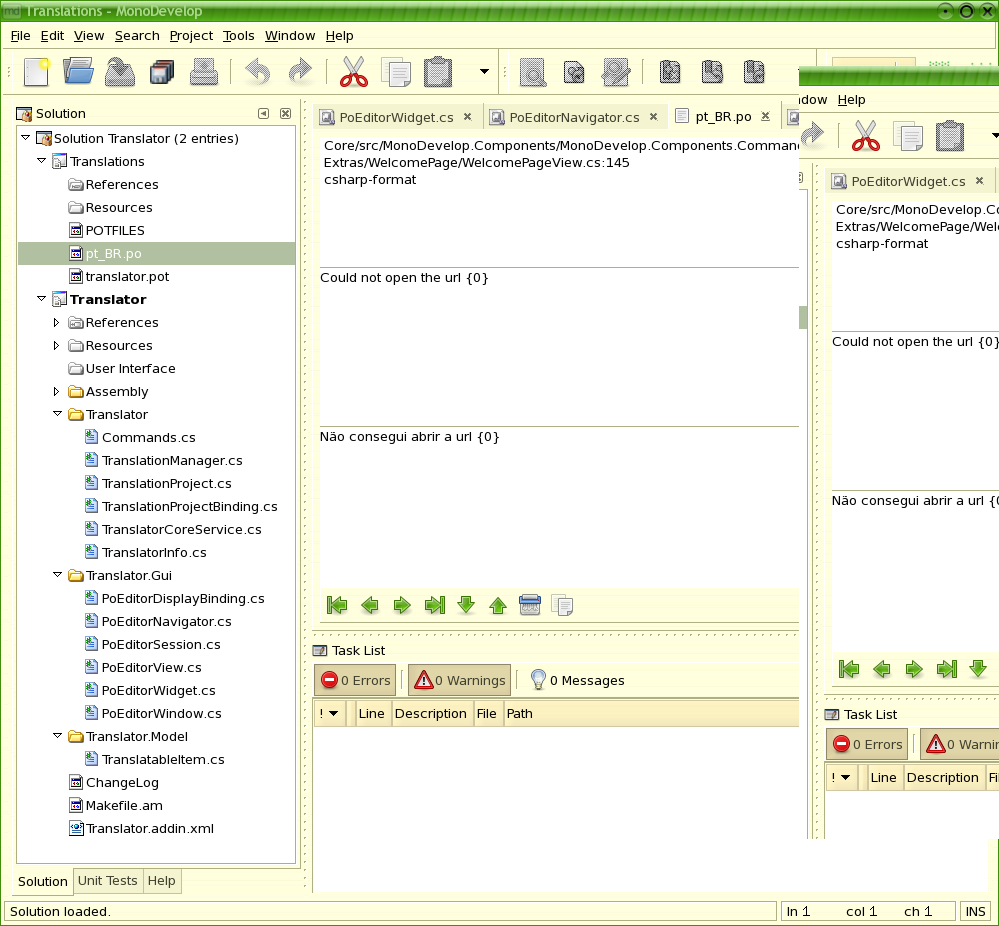 Translations - MonoDevelop
File Edit View Search Project Tools Window Help
Solution
Solution Translator (2 entries)
Translations
References
Resources
POTFILES
pt_BR.po
translator.pot
Translator
References
Resources
User Interface
Assembly
Translator
Commands.cs
TranslationManager.cs
TranslationProject.cs
TranslationProjectBinding.cs
TranslatorCoreService.cs
TranslatorInfo.cs
Translator.Gui
PoEditorDisplayBinding.cs
PoEditorNavigator.cs
PoEditorSession.cs
PoEditorView.cs
PoEditorWidget.cs
PoEditorWindow.cs
Translator.Model
TranslatableItem.cs
ChangeLog
Makefile.am
Translator.addin.xml
Solution Unit Tests Help
PoEditorWidget.cs PoEditorNavigator.cs pt_BR.po
Core/src/MonoDevelop.Components/MonoDevelop.Components.Comman
Extras/WelcomePage/WelcomePageView.cs:145
csharp-format
Could not open the url {0}
Não consegui abrir a url {0}
Task List
0 Errors 0 Warnings 0 Messages
! Line Description File Path
dow Help
PoEditorWidget.cs
Core/src/MonoDevelop.Co
Extras/WelcomePage/Wel
csharp-format
Could not open the url {0}
Não consegui abrir a url {0
Task List
0 Errors 0 Warnin
! Line Description Fi
Solution loaded.
ln 1 col 1 ch 1 INS